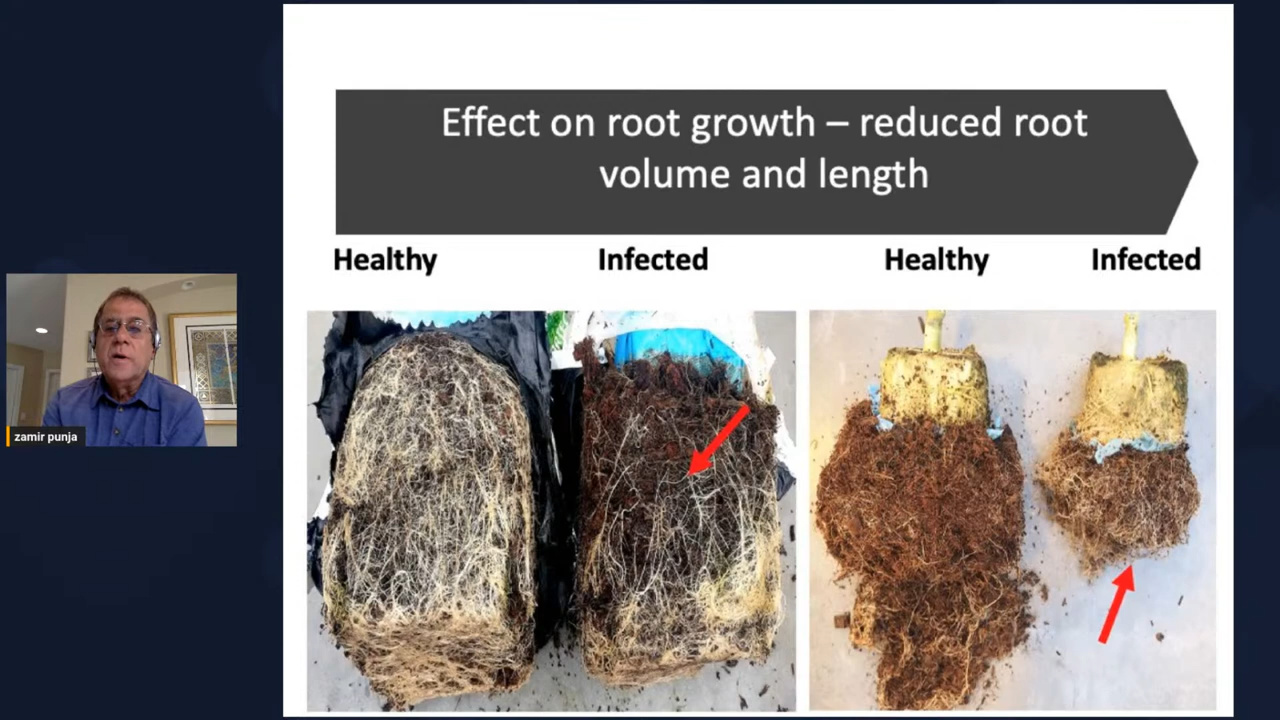 Effect on root growth – reduced root
volume and length
Healthy
Infected
Healthy
Infected
zamir punja